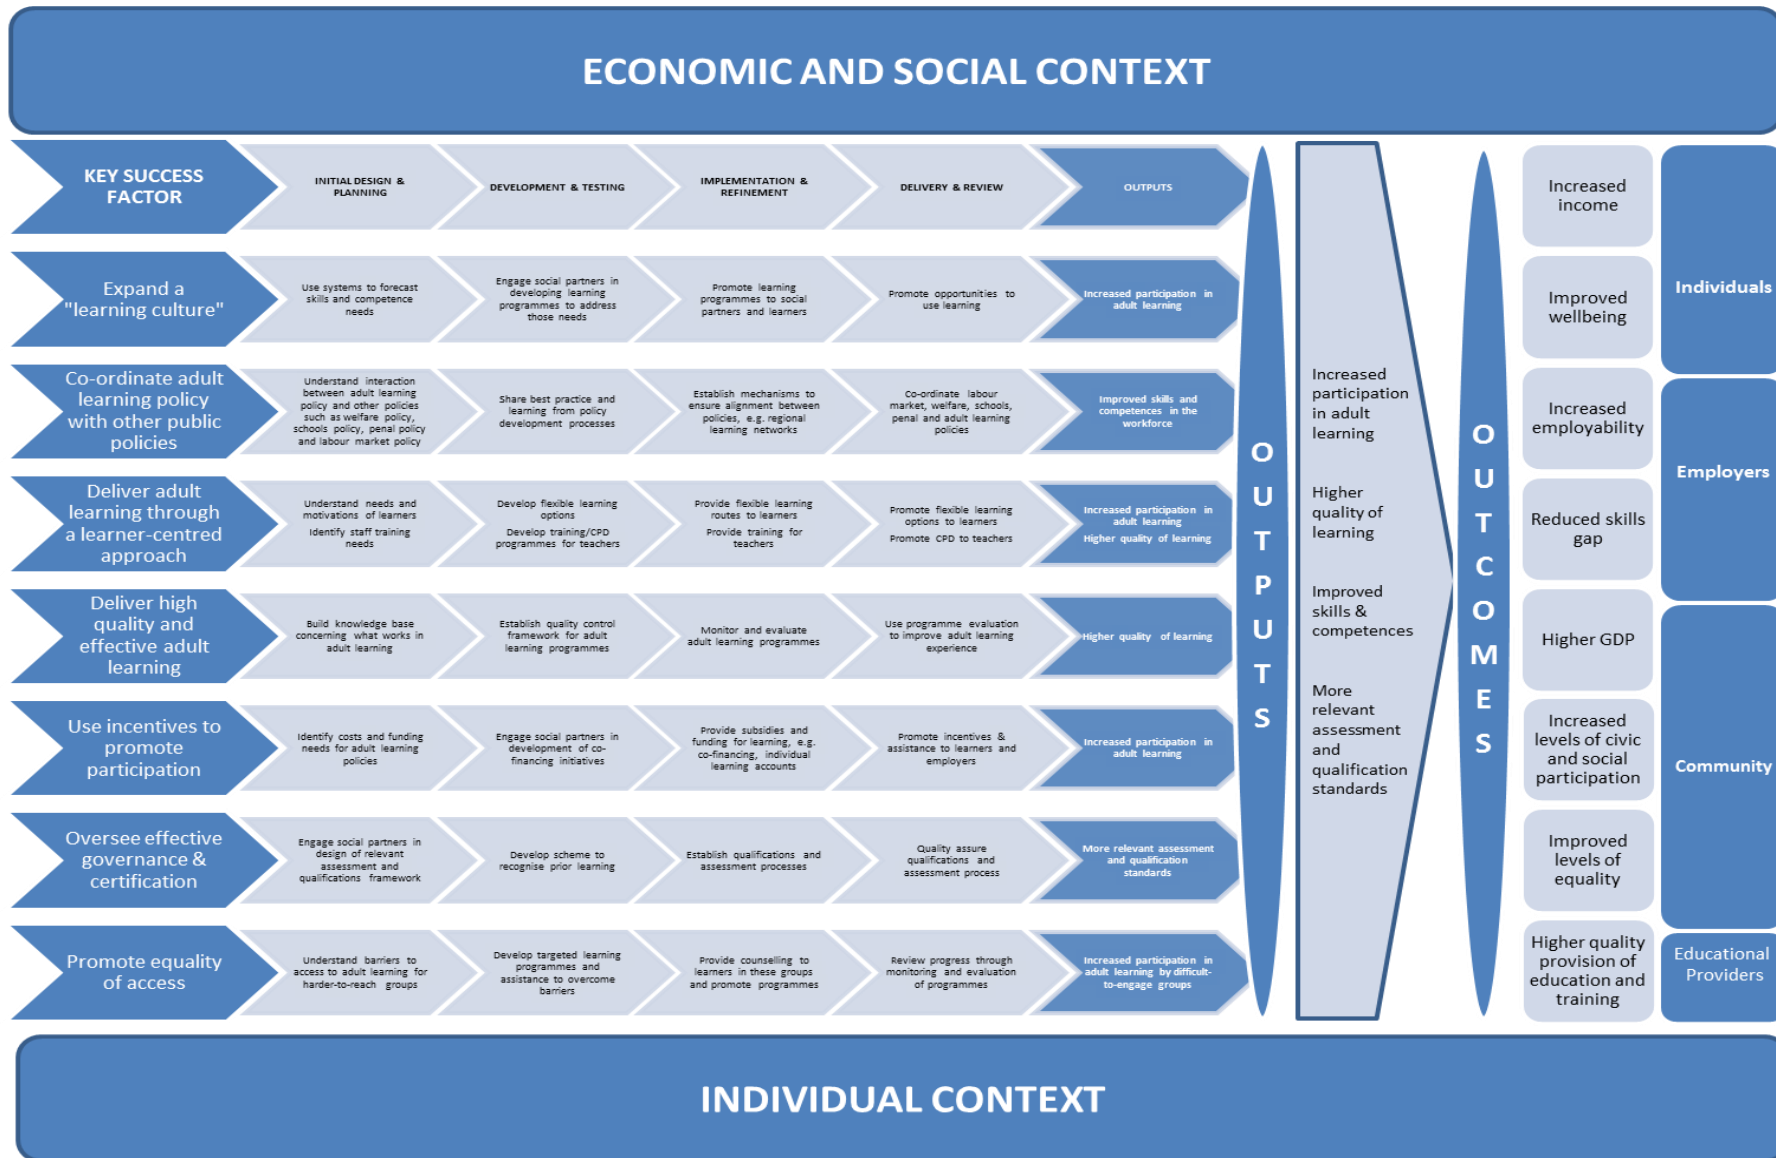 ECONOMIC AND SOCIAL CONTEXT
KEY SUCCESS
FACTOR
INITIAL DESIGN &
PLANNING
DEVELOPMENT & TESTING
IMPLEMENTATION &
REFINEMENT
DELIVERY & REVIEW
OUTPUTS
Expand a
"learning culture"
Use systems to forecast
skills and competence
needs
Engage social partners in
developing learning
programmes to address
those needs
Promote learning
programmes to social
partners and learners
Promote opportunities to
use learning
Increased participation in
adult learning
Co-ordinate adult
learning policy
with other public
policies
Understand interaction
between adult learning
policy and other policies
such as welfare policy,
schools policy, penal policy
and labour market policy
Share best practice and
learning from policy
development processes
Establish mechanisms to
ensure alignment between
policies, e.g. regional
learning networks
Co-ordinate labour
market, welfare, schools,
penal and adult learning
policies
Improved skills and
competences in the
workforce
Deliver adult
learning through
a learner-centred
approach
Understand needs and
motivations of learners
Identify staff training
needs
Develop flexible learning
options
Develop training/CPD
programmes for teachers
Provide flexible learning
routes to learners
Provide training for
teachers
Promote flexible learning
options to learners
Promote CPD to teachers
Increased participation in
adult learning
Higher quality of learning
Deliver high
quality and
effective adult
learning
Build knowledge base
concerning what works in
adult learning
Establish quality control
framework for adult
learning programmes
Monitor and evaluate
adult learning programmes
Use programme evaluation
to improve adult learning
experience
Higher quality of learning
Use incentives to
promote
participation
Identify costs and funding
needs for adult learning
policies
Engage social partners in
development of co-
financing initiatives
Provide subsidies and
funding for learning, e.g.
co-financing, individual
learning accounts
Promote incentives &
assistance to learners and
employers
Increased participation in
adult learning
Oversee effective
governance &
certification
Engage social partners in
design of relevant
assessment and
qualifications framework
Develop scheme to
recognise prior learning
Establish qualifications and
assessment processes
Quality assure
qualifications and
assessment process
More relevant assessment
and qualification
standards
Promote equality
of access
Understand barriers to
access to adult learning for
harder-to-reach groups
Develop targeted learning
programmes and
assistance to overcome
barriers
Provide counselling to
learners in these groups
and promote programmes
Review progress through
monitoring and evaluation
of programmes
Increased participation in
adult learning by difficult-
to-engage groups
OUTPUTS
Increased
participation
in adult
learning
Higher
quality of
learning
Improved
skills &
competences
More
relevant
assessment
and
qualification
standards
OUTCOMES
Increased
income
Improved
wellbeing
Increased
employability
Reduced skills
gap
Higher GDP
Increased
levels of civic
and social
participation
Improved
levels of
equality
Higher quality
provision of
education and
training
Individuals
Employers
Community
Educational
Providers
INDIVIDUAL CONTEXT